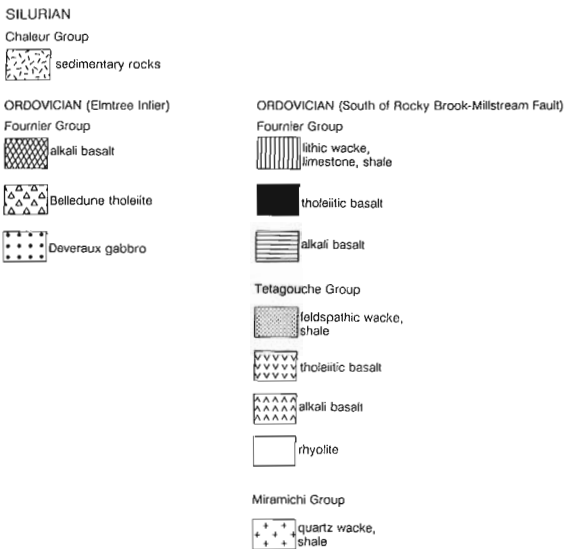 SILURIAN
Chaleur Group
sedimentary rocks
ORDOVICIAN (Elmtree Inlier)
Fournier Group
alkali basalt
Belledune tholeiite
Deveraux gabbro
ORDOVICIAN (South of Rocky Brook-Millstream Fault)
Fournier Group
lithic wacke,
limestone, shale
tholeiitic basalt
alkali basalt
Tetagouche Group
feldspathic wacke,
shale
tholeiitic basalt
alkali basalt
rhyolite
Miramichi Group
quartz wacke,
shale